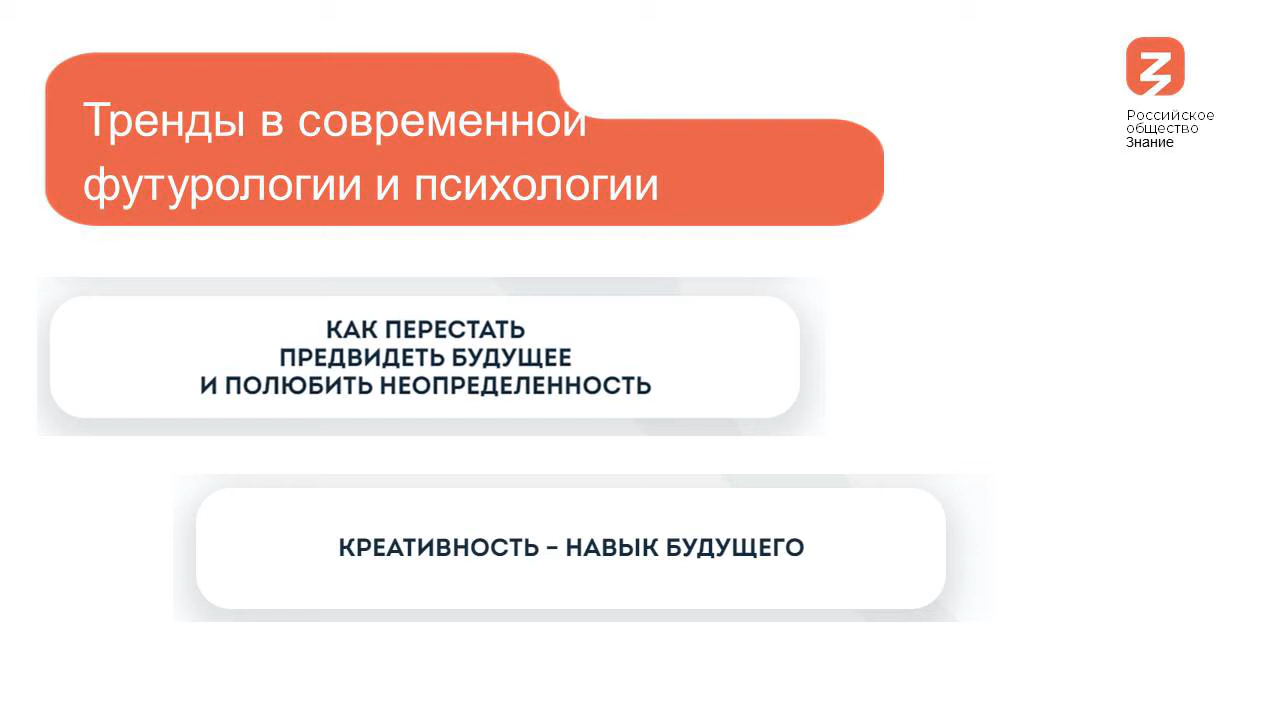 Тренды в современной
футурологии и психологии
Российское
общество
Знание
КАК ПЕРЕСТАТЬ
ПРЕДВИДЕТЬ БУДУЩЕЕ
И ПОЛЮБИТЬ НЕОПРЕДЕЛЕННОСТЬ
КРЕАТИВНОСТЬ – НАВЫК БУДУЩЕГО